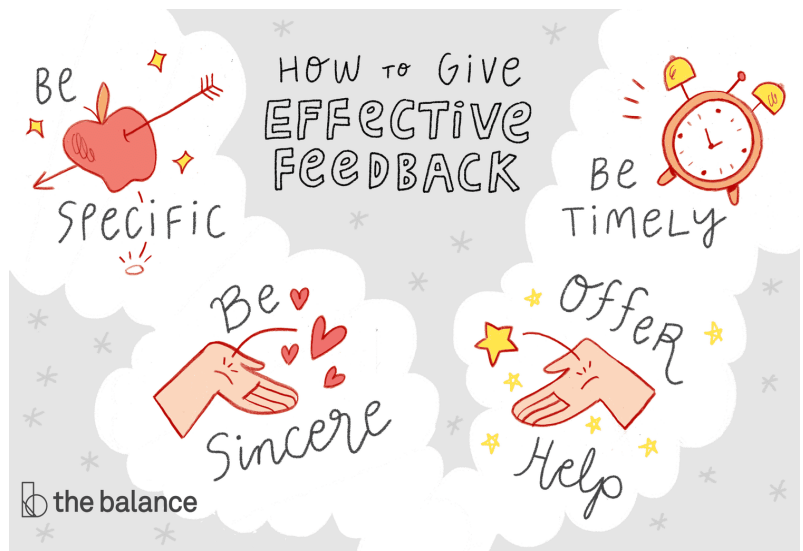 How to Give
EFFeCTiVe
FeeDBACK
Be
Specific
Be
Timely
Be
Sincere
Offer
Help
the balance